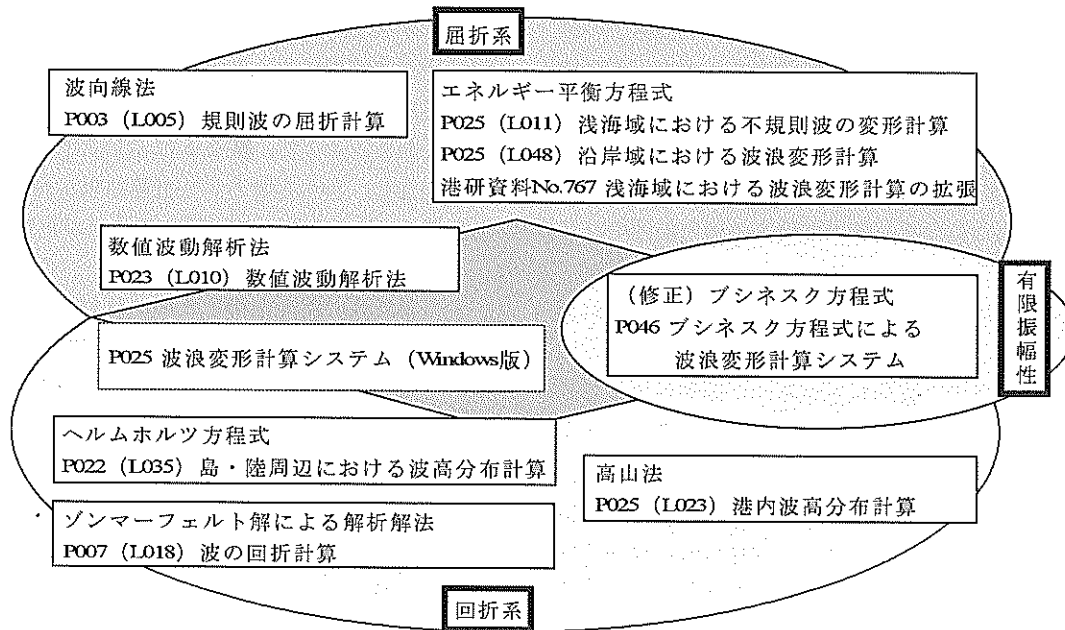 屈折系
波向線法
P003（L005）規則波の屈折計算
エネルギー平衡方程式
P025（L011）浅海域における不規則波の変形計算
P025（L048）沿岸域における波浪変形計算
港研資料No.767 浅海域における波浪変形計算の拡張
数値波動解析法
P023（L010）数値波動解析法
（修正）ブシネスク方程式
P046 ブシネスク方程式による
波浪変形計算システム
有限振幅性
P025 波浪変形計算システム（Windows版）
ヘルムホルツ方程式
P022（L035）島・陸周辺における波高分布計算
高山法
P025（L023）港内波高分布計算
ゾンマーフェルト解による解析解法
P007（L018）波の回折計算
回折系